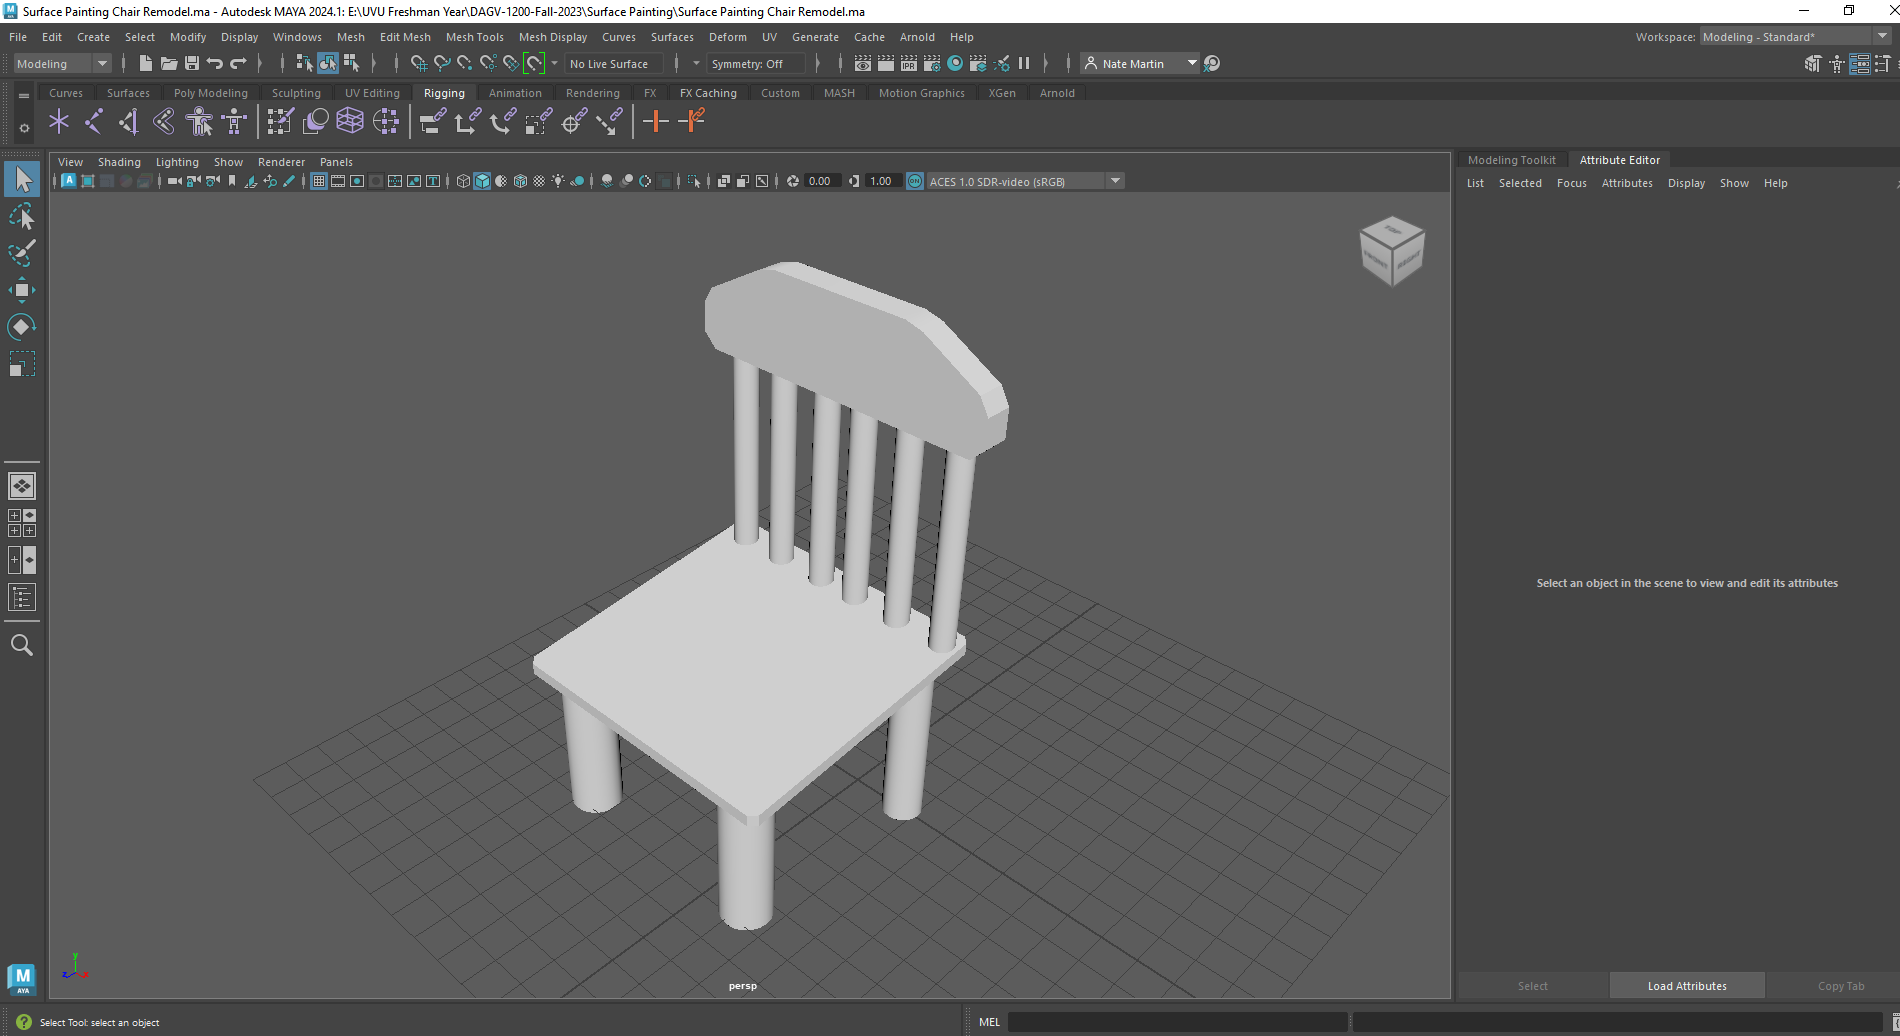 Surface Painting Chair Remodel.ma - Autodesk MAYA 2024.1: E:\UVU Freshman Year\DAGV-1200-Fall-2023\Surface Painting\Surface Painting Chair Remodel.ma
File Edit Create Select Modify Display Windows Mesh Edit Mesh Mesh Tools Mesh Display Curves Surfaces Deform UV Generate Cache Arnold Help Workspace: Modeling - Standard*
Modeling No Live Surface Symmetry: Off IPR Nate Martin
Curves Surfaces Poly Modeling Sculpting UV Editing Rigging Animation Rendering FX FX Caching Custom MASH Motion Graphics XGen Arnold
View Shading Lighting Show Renderer Panels
0.00 1.00 ON ACES 1.0 SDR-video (sRGB)
Modeling Toolkit Attribute Editor
List Selected Focus Attributes Display Show Help
TOP
FRONT RIGHT
Select an object in the scene to view and edit its attributes
y
z x
persp
M
AYA
Select Load Attributes Copy Tab
Select Tool: select an object
MEL